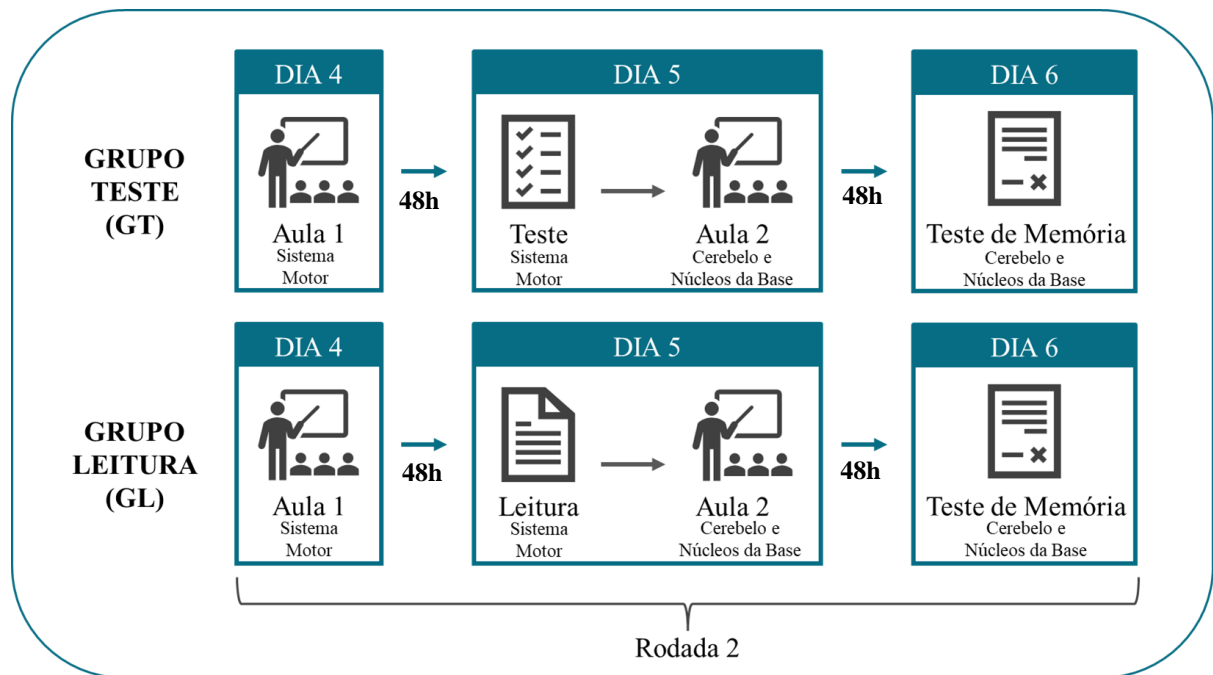 DIA 4
DIA 5
DIA 6
GRUPO
TESTE
(GT)
48h
48h
Aula 1
Sistema
Motor
Teste
Sistema
Motor
Aula 2
Cerebelo e
Núcleos da Base
Teste de Memória
Cerebelo e
Núcleos da Base
DIA 4
DIA 5
DIA 6
GRUPO
LEITURA
(GL)
48h
48h
Aula 1
Sistema
Motor
Leitura
Sistema
Motor
Aula 2
Cerebelo e
Núcleos da Base
Teste de Memória
Cerebelo e
Núcleos da Base
Rodada 2